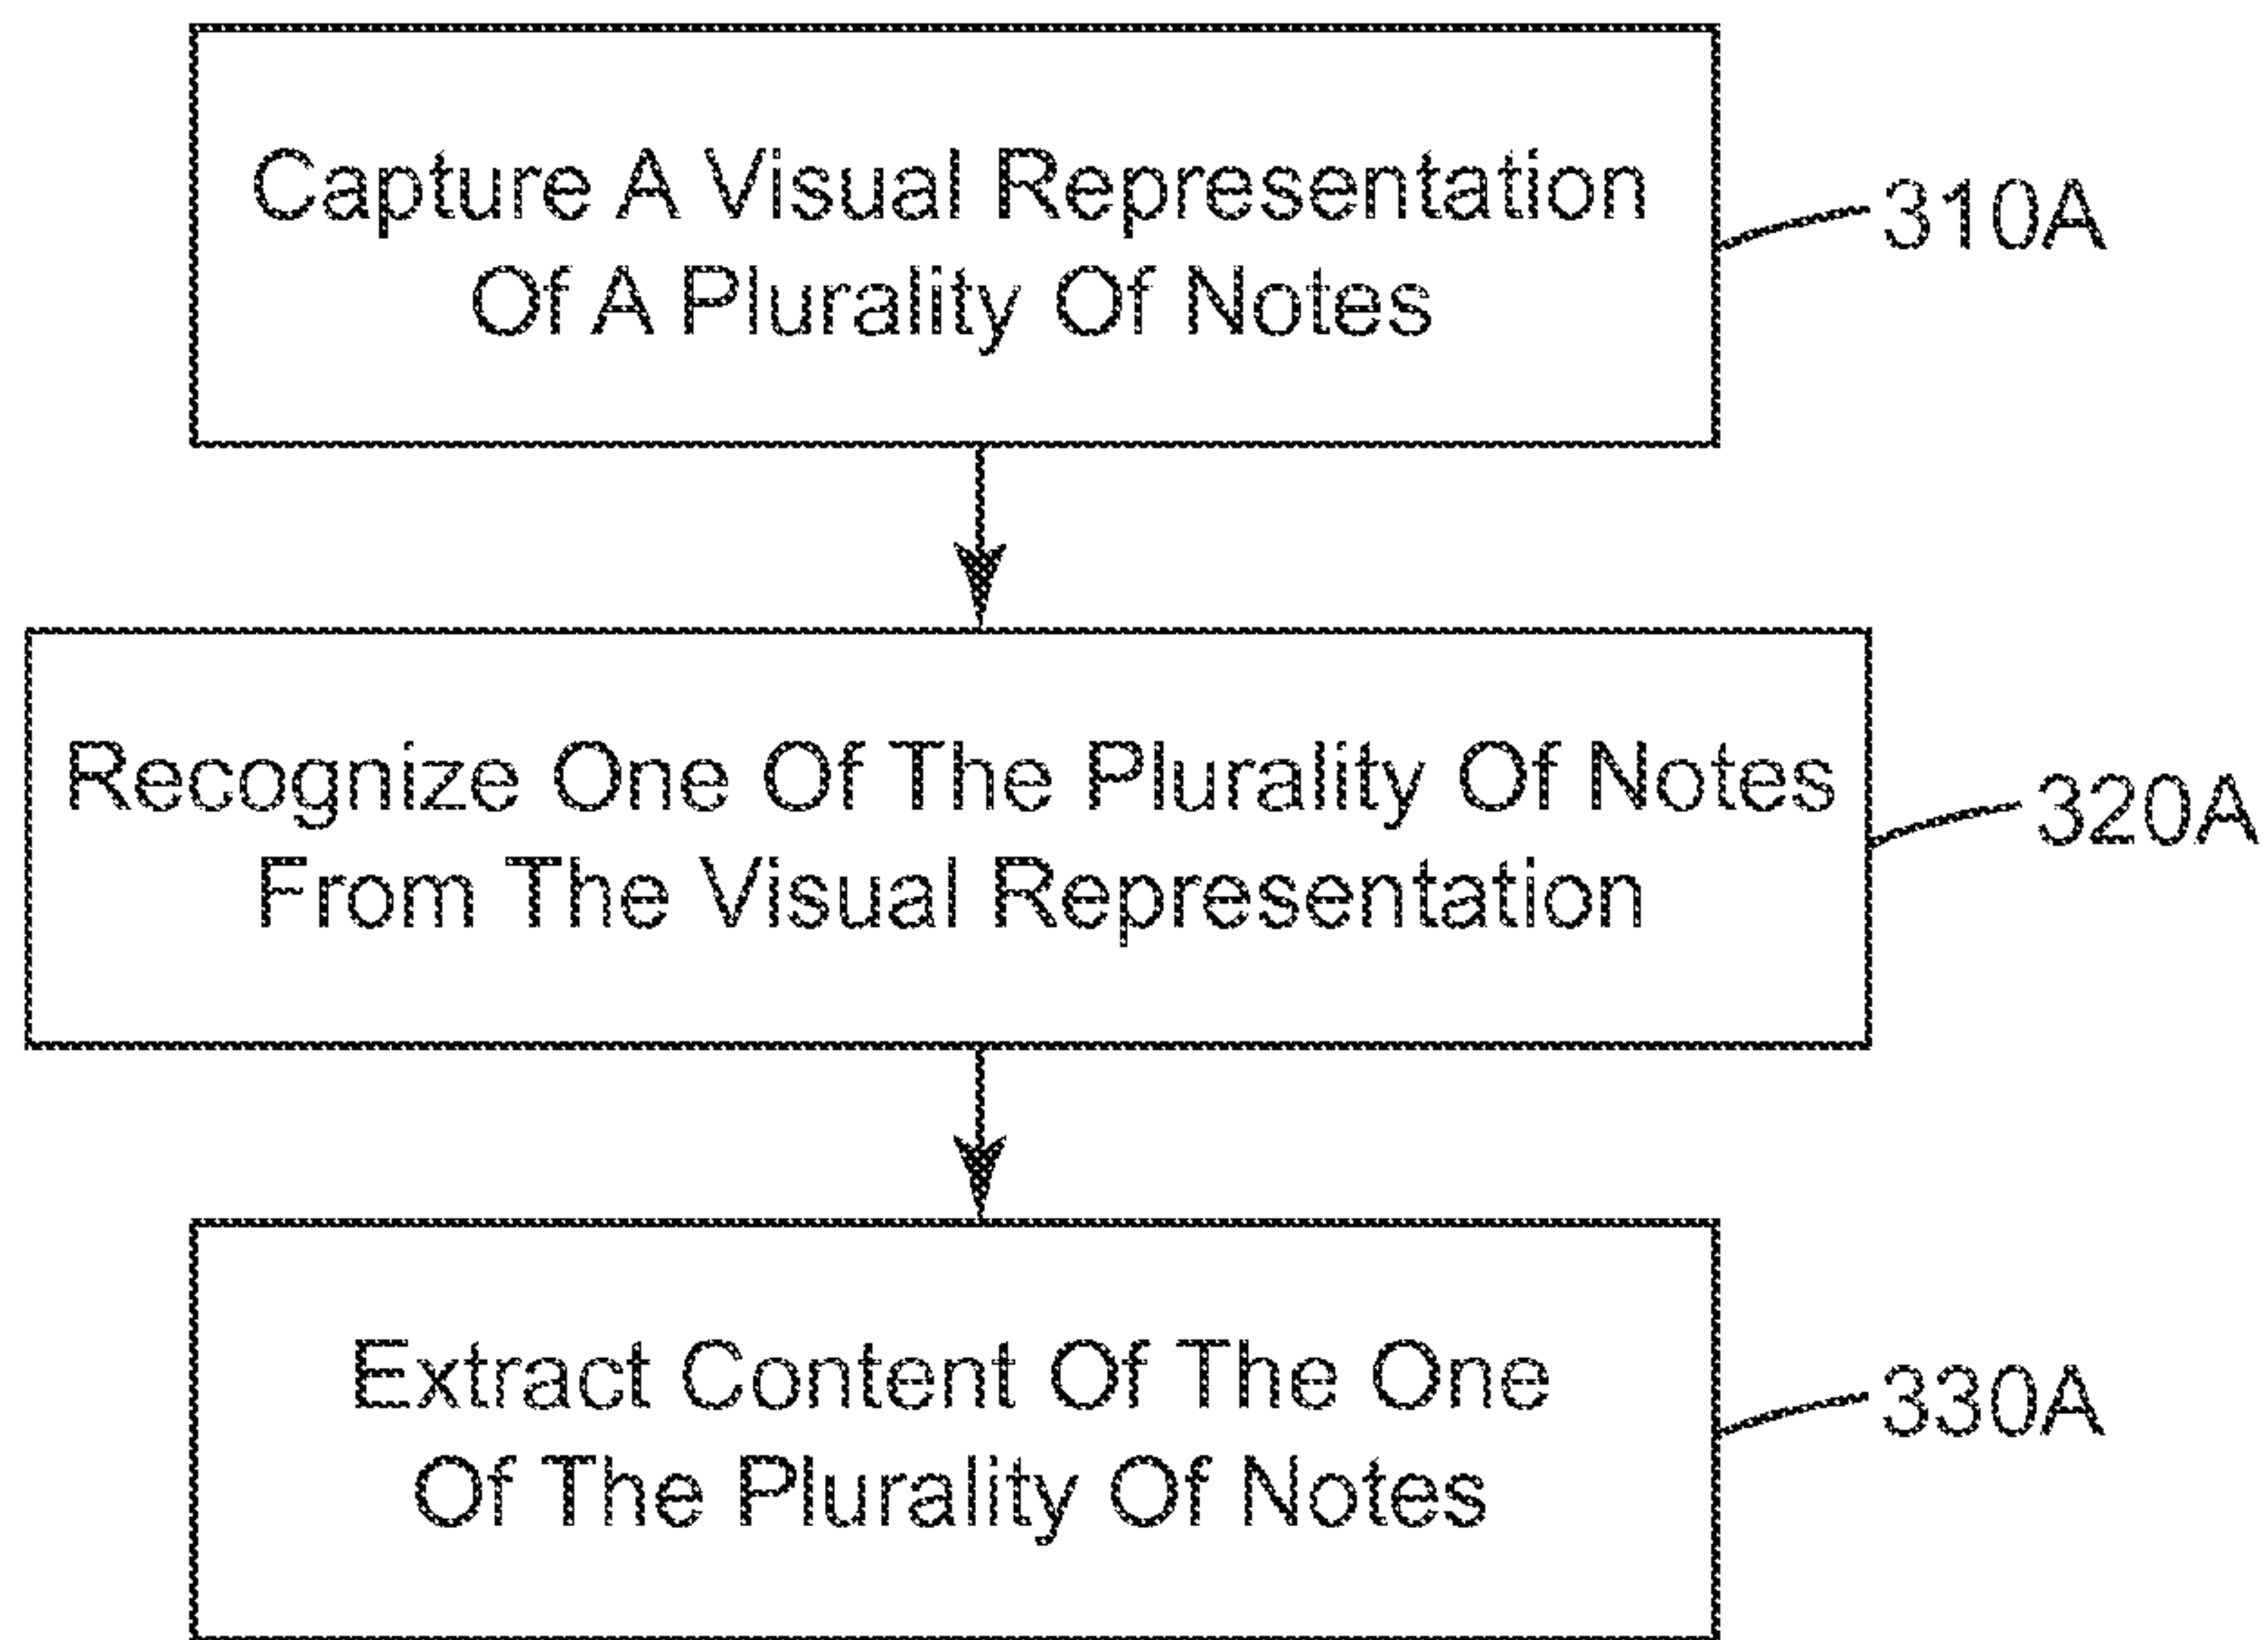 Capture A Visual Representation
Of A Plurality Of Notes
310A
Recognize One Of The Plurality Of Notes
From The Visual Representation
320A
Extract Content Of The One
Of The Plurality Of Notes
330A